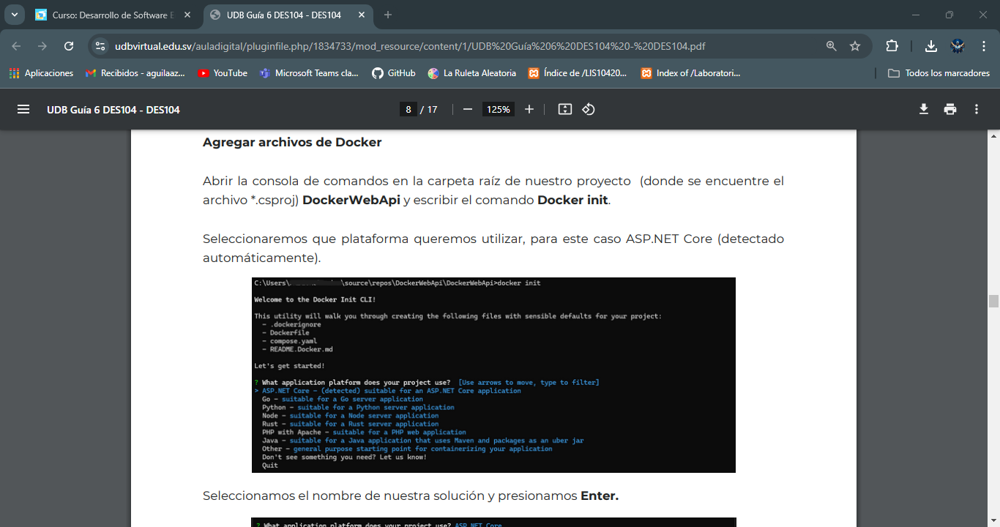 Curso: Desarrollo de Software E
UDB Guía 6 DES104 - DES104
udbvirtual.edu.sv/auladigital/pluginfile.php/1834733/mod_resource/content/1/UDB%20Guía%206%20DES104%20-%20DES104.pdf
Aplicaciones
Recibidos - aguilaaz...
YouTube
Microsoft Teams cla...
GitHub
La Ruleta Aleatoria
Índice de /LIS10420...
Index of /Laboratori...
Todos los marcadores
UDB Guía 6 DES104 - DES104
8 / 17
125%
Agregar archivos de Docker
Abrir la consola de comandos en la carpeta raíz de nuestro proyecto (donde se encuentre el
archivo *.csproj) DockerWebApi y escribir el comando Docker init.
Seleccionaremos que plataforma queremos utilizar, para este caso ASP.NET Core (detectado
automáticamente).
C:\Users\ \source\repos\DockerWebApi\DockerWebApi>docker init
Welcome to the Docker Init CLI!
This utility will walk you through creating the following files with sensible defaults for your project:
- .dockerignore
- Dockerfile
- compose.yaml
- README.Docker.md
Let's get started!
? What application platform does your project use? [Use arrows to move, type to filter]
> ASP.NET Core - (detected) suitable for an ASP.NET Core application
Go - suitable for a Go server application
Python - suitable for a Python server application
Node - suitable for a Node server application
Rust - suitable for a Rust server application
PHP with Apache - suitable for a PHP web application
Java - suitable for a Java application that uses Maven and packages as an uber jar
Other - general purpose starting point for containerizing your application
Don't see something you need? Let us know!
Quit
Seleccionamos el nombre de nuestra solución y presionamos Enter.
? What application platform does your project use? ASP.NET Core